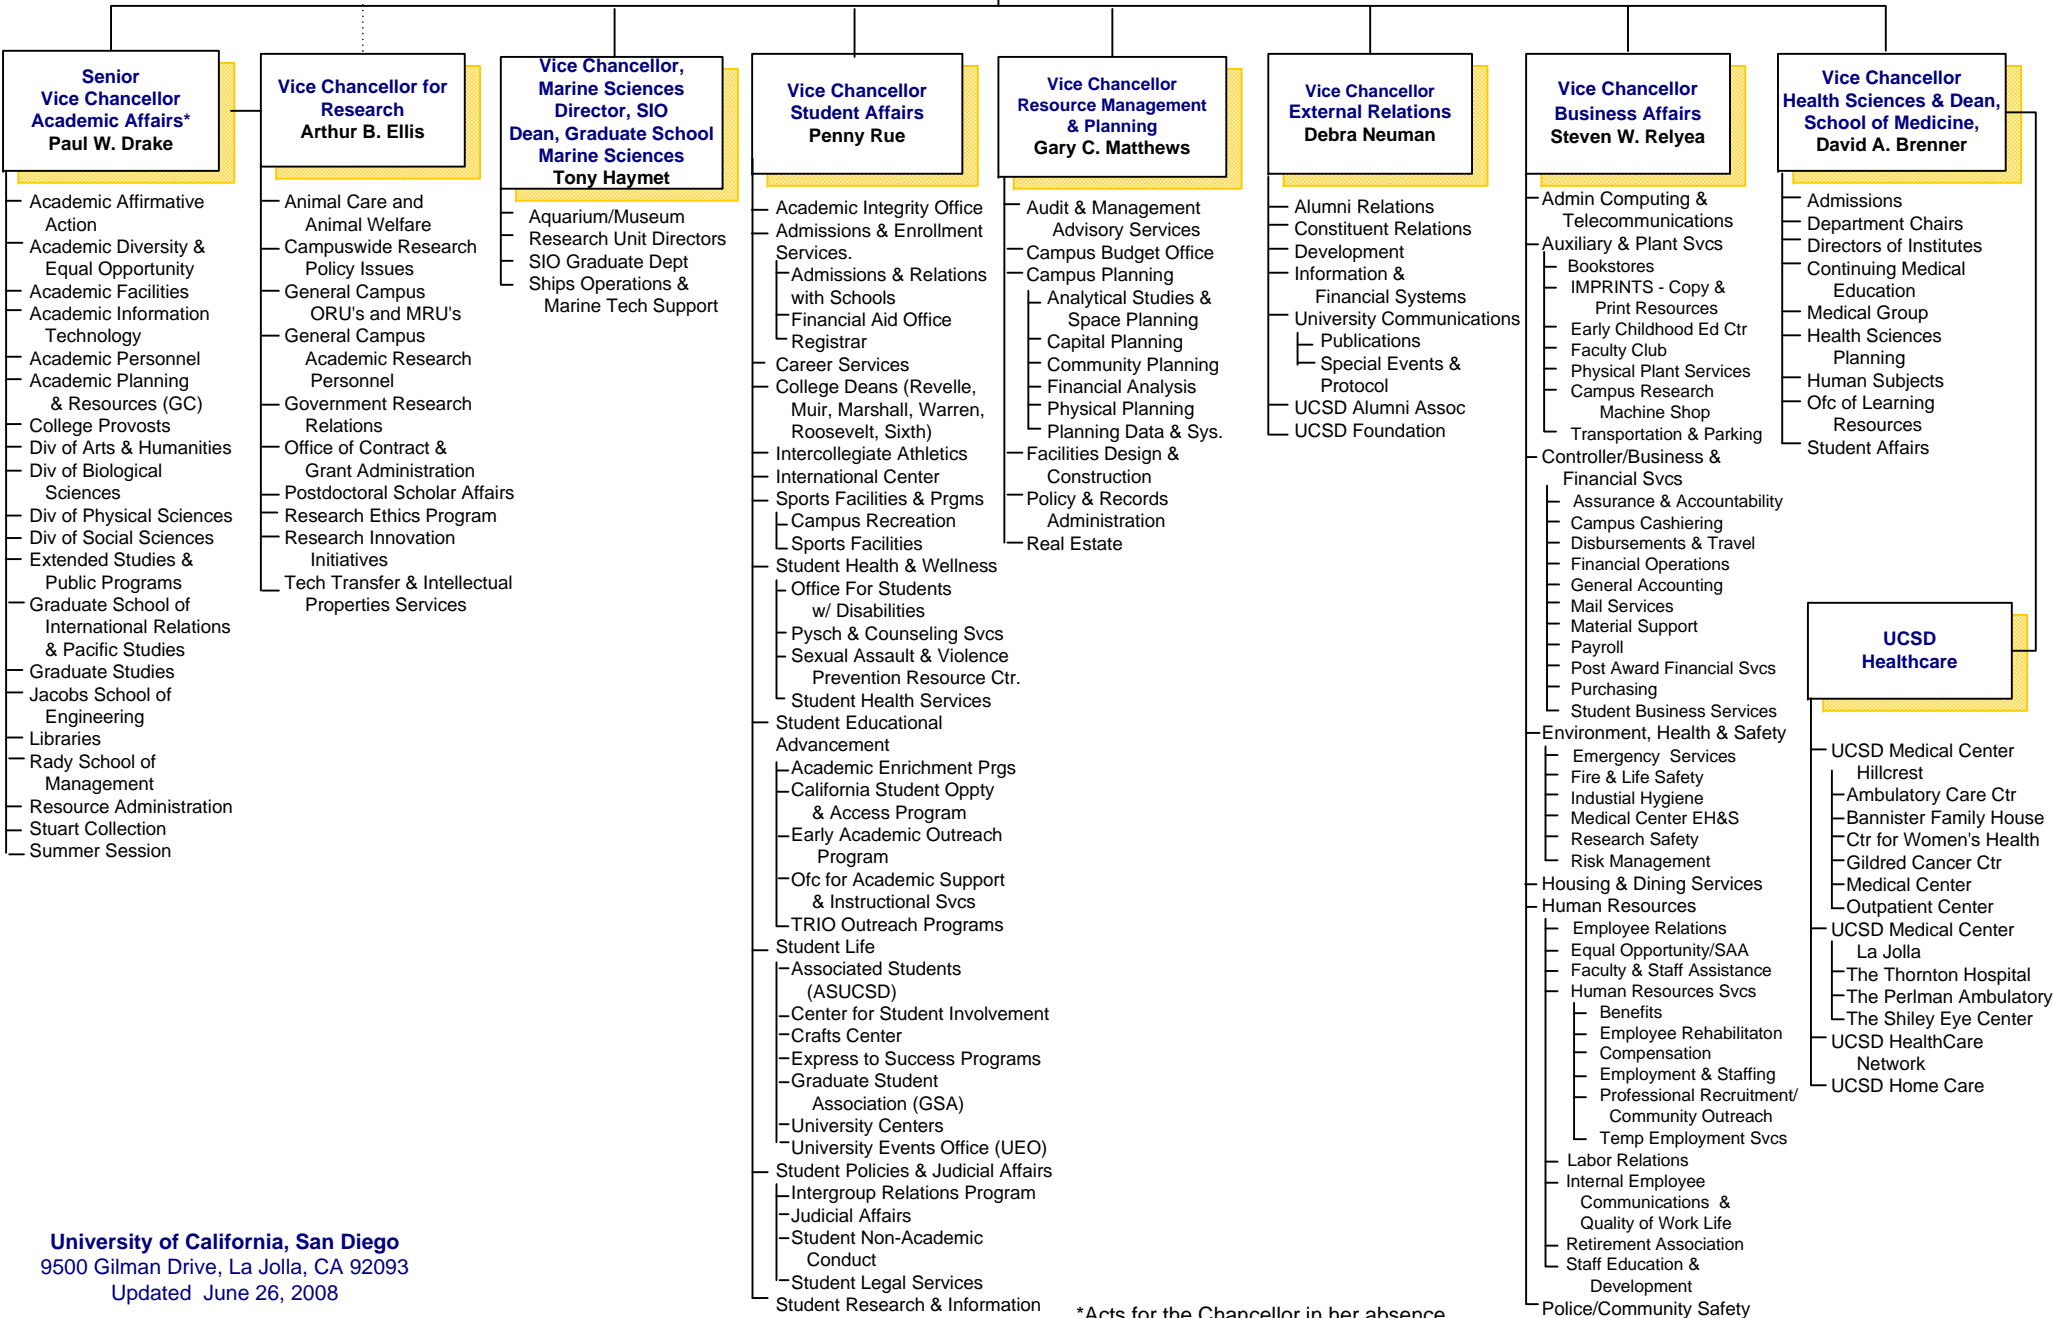 Senior
Vice Chancellor
Academic Affairs*
Paul W. Drake
Academic Affirmative
Action
Academic Diversity &
Equal Opportunity
Academic Facilities
Academic Information
Technology
Academic Personnel
Academic Planning
& Resources (GC)
College Provosts
Div of Arts & Humanities
Div of Biological
Sciences
Div of Physical Sciences
Div of Social Sciences
Extended Studies &
Public Programs
Graduate School of
International Relations
& Pacific Studies
Graduate Studies
Jacobs School of
Engineering
Libraries
Rady School of
Management
Resource Administration
Stuart Collection
Summer Session
Vice Chancellor for
Research
Arthur B. Ellis
Animal Care and
Animal Welfare
Campuswide Research
Policy Issues
General Campus
ORU's and MRU's
General Campus
Academic Research
Personnel
Government Research
Relations
Office of Contract &
Grant Administration
Postdoctoral Scholar Affairs
Research Ethics Program
Research Innovation
Initiatives
Tech Transfer & Intellectual
Properties Services
Vice Chancellor,
Marine Sciences
Director, SIO
Dean, Graduate School
Marine Sciences
Tony Haymet
Aquarium/Museum
Research Unit Directors
SIO Graduate Dept
Ships Operations &
Marine Tech Support
Vice Chancellor
Student Affairs
Penny Rue
Academic Integrity Office
Admissions & Enrollment
Services.
Admissions & Relations
with Schools
Financial Aid Office
Registrar
Career Services
College Deans (Revelle,
Muir, Marshall, Warren,
Roosevelt, Sixth)
Intercollegiate Athletics
International Center
Sports Facilities & Prgms
Campus Recreation
Sports Facilities
Student Health & Wellness
Office For Students
w/ Disabilities
Pysch & Counseling Svcs
Sexual Assault & Violence
Prevention Resource Ctr.
Student Health Services
Student Educational
Advancement
Academic Enrichment Prgs
California Student Oppty
& Access Program
Early Academic Outreach
Program
Ofc for Academic Support
& Instructional Svcs
TRIO Outreach Programs
Student Life
Associated Students
(ASUCSD)
Center for Student Involvement
Crafts Center
Express to Success Programs
Graduate Student
Association (GSA)
University Centers
University Events Office (UEO)
Student Policies & Judicial Affairs
Intergroup Relations Program
Judicial Affairs
Student Non-Academic
Conduct
Student Legal Services
Student Research & Information
Vice Chancellor
Resource Management
& Planning
Gary C. Matthews
Audit & Management
Advisory Services
Campus Budget Office
Campus Planning
Analytical Studies &
Space Planning
Capital Planning
Community Planning
Financial Analysis
Physical Planning
Planning Data & Sys.
Facilities Design &
Construction
Policy & Records
Administration
Real Estate
Vice Chancellor
External Relations
Debra Neuman
Alumni Relations
Constituent Relations
Development
Information &
Financial Systems
University Communications
Publications
Special Events &
Protocol
UCSD Alumni Assoc
UCSD Foundation
Vice Chancellor
Business Affairs
Steven W. Relyea
Admin Computing &
Telecommunications
Auxiliary & Plant Svcs
Bookstores
IMPRINTS - Copy &
Print Resources
Early Childhood Ed Ctr
Faculty Club
Physical Plant Services
Campus Research
Machine Shop
Transportation & Parking
Controller/Business &
Financial Svcs
Assurance & Accountability
Campus Cashiering
Disbursements & Travel
Financial Operations
General Accounting
Mail Services
Material Support
Payroll
Post Award Financial Svcs
Purchasing
Student Business Services
Environment, Health & Safety
Emergency Services
Fire & Life Safety
Industial Hygiene
Medical Center EH&S
Research Safety
Risk Management
Housing & Dining Services
Human Resources
Employee Relations
Equal Opportunity/SAA
Faculty & Staff Assistance
Human Resources Svcs
Benefits
Employee Rehabilitaton
Compensation
Employment & Staffing
Professional Recruitment/
Community Outreach
Temp Employment Svcs
Labor Relations
Internal Employee
Communications &
Quality of Work Life
Retirement Association
Staff Education &
Development
Police/Community Safety
Vice Chancellor
Health Sciences & Dean,
School of Medicine,
David A. Brenner
Admissions
Department Chairs
Directors of Institutes
Continuing Medical
Education
Medical Group
Health Sciences
Planning
Human Subjects
Ofc of Learning
Resources
Student Affairs
UCSD
Healthcare
UCSD Medical Center
Hillcrest
Ambulatory Care Ctr
Bannister Family House
Ctr for Women's Health
Gildred Cancer Ctr
Medical Center
Outpatient Center
UCSD Medical Center
La Jolla
The Thornton Hospital
The Perlman Ambulatory
The Shiley Eye Center
UCSD HealthCare
Network
UCSD Home Care
University of California, San Diego
9500 Gilman Drive, La Jolla, CA 92093
Updated June 26, 2008
*Acts for the Chancellor in her absence